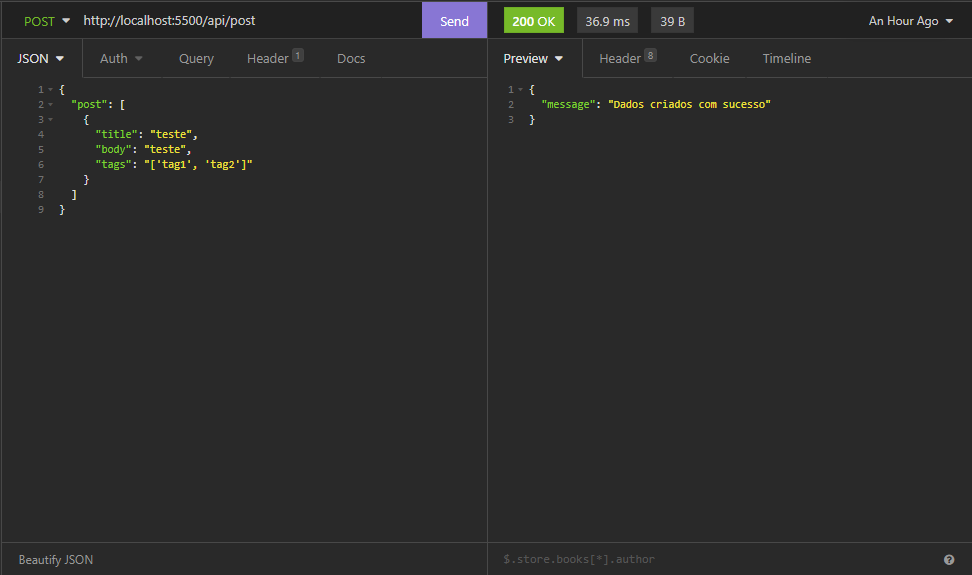 POST http://localhost:5500/api/post Send 200 OK 36.9 ms 39 B An Hour Ago
JSON Auth Query Header 1 Docs Preview Header 8 Cookie Timeline
1 {
2 "post": [
3 {
4 "title": "teste",
5 "body": "teste",
6 "tags": "['tag1', 'tag2']"
7 }
8 ]
9 }
1 {
2 "message": "Dados criados com sucesso"
3 }
Beautify JSON
$.store.books[*].author ?